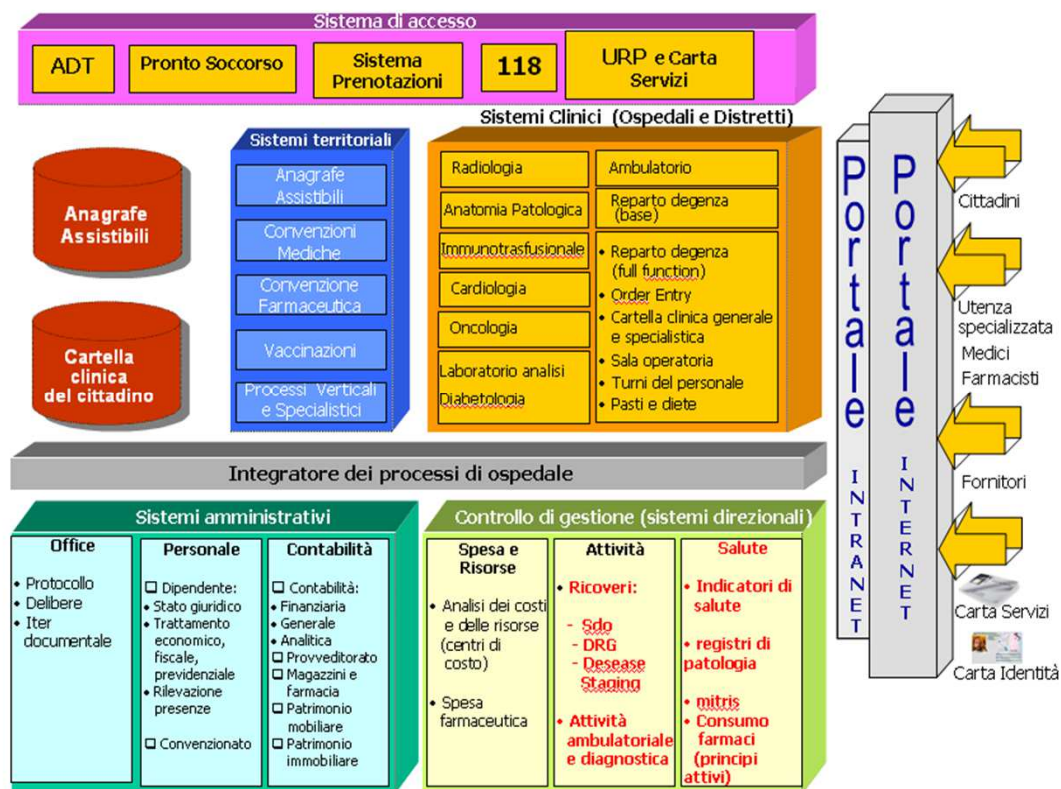 Sistema di accesso
ADT
Pronto Soccorso
Sistema
Prenotazioni
118
URP e Carta
Servizi
Anagrafe
Assistibili
Cartella
clinica
del cittadino
Sistemi territoriali
Anagrafe
Assistibili
Convenzioni
Mediche
Convenzione
Farmaceutica
Vaccinazioni
Processi Verticali
e Specialistici
Sistemi Clinici (Ospedali e Distretti)
Radiologia
Anatomia Patologica
Immunotrasfusionale
Cardiologia
Oncologia
Laboratorio analisi
Diabetologia
Ambulatorio
Reparto degenza
(base)
• Reparto degenza
(full function)
• Order Entry
• Cartella clinica generale
e specialistica
• Sala operatoria
• Turni del personale
• Pasti e diete
Portale
INTRANET
Portale
INTERNET
Cittadini
Utenza
specializzata
Medici
Farmacisti
Fornitori
Carta Servizi
Carta Identità
Integratore dei processi di ospedale
Sistemi amministrativi
Office
• Protocollo
• Delibere
• Iter
documentale
Personale
❑ Dipendente:
• Stato giuridico
• Trattamento
economico,
fiscale,
previdenziale
• Rilevazione
presenze
❑ Convenzionato
Contabilità
❑ Contabilità:
• Finanziaria
• Generale
• Analitica
❑ Provveditorato
❑ Magazzini e
farmacia
❑ Patrimonio
mobiliare
❑ Patrimonio
immobiliare
Controllo di gestione (sistemi direzionali)
Spesa e
Risorse
• Analisi dei costi
e delle risorse
(centri di
costo)
• Spesa
farmaceutica
Attività
• Ricoveri:
- Sdo
- DRG
- Desease
Staging
• Attività
ambulatoriale
e diagnostica
Salute
• Indicatori di
salute
• registri di
patologia
• mitris
• Consumo
farmaci
(principi
attivi)